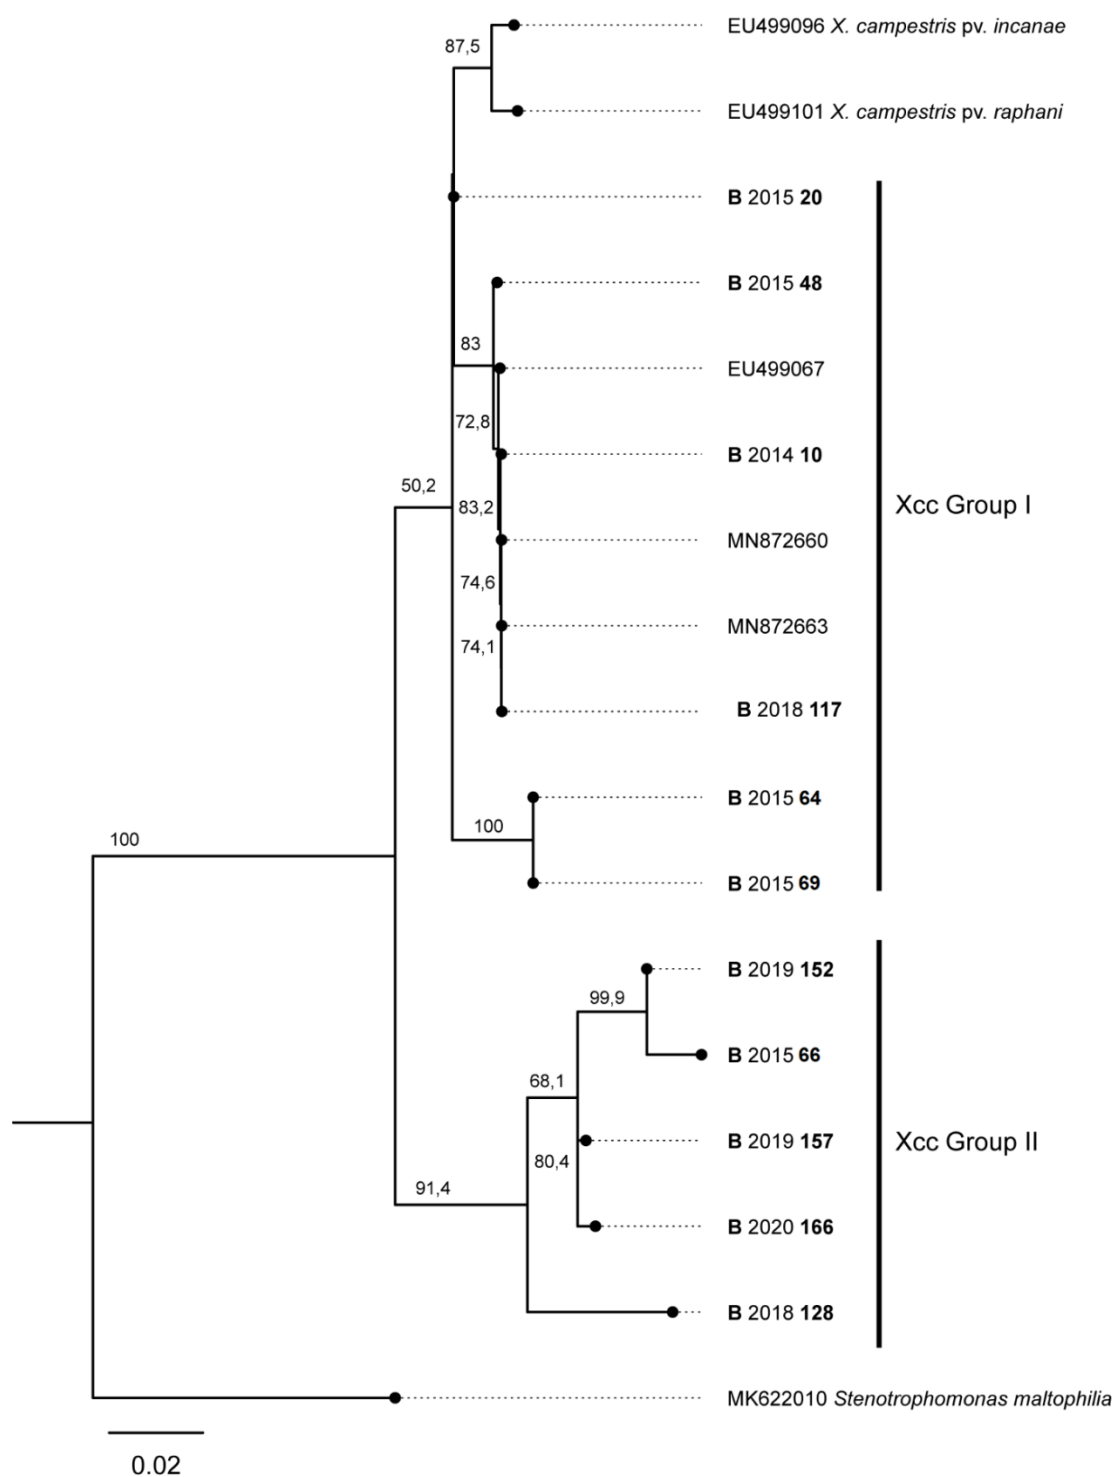 87,5
EU499096 X. campestris pv. incanae
EU499101 X. campestris pv. raphani
B 2015 20
B 2015 48
83
EU499067
72,8
B 2014 10
50,2
83,2
Xcc Group I
MN872660
74,6
MN872663
74,1
B 2018 117
B 2015 64
100
100
B 2015 69
B 2019 152
99,9
B 2015 66
68,1
B 2019 157
Xcc Group II
80,4
91,4
B 2020 166
B 2018 128
MK622010 Stenotrophomonas maltophilia
0.02